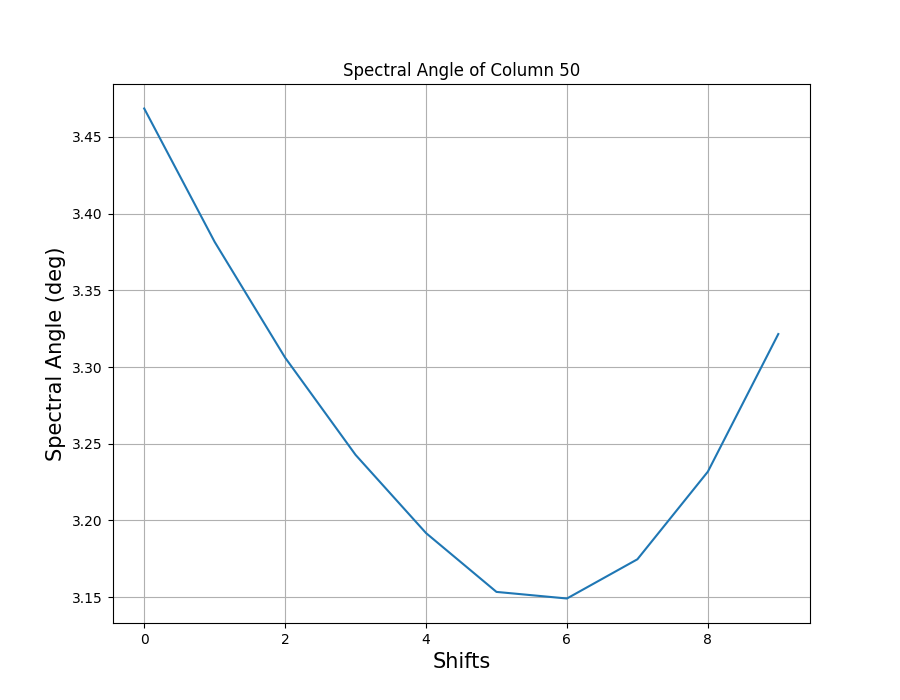 Spectral Angle of Column 50
Spectral Angle (deg)
3.45
3.40
3.35
3.30
3.25
3.20
3.15
0 2 4 6 8
Shifts